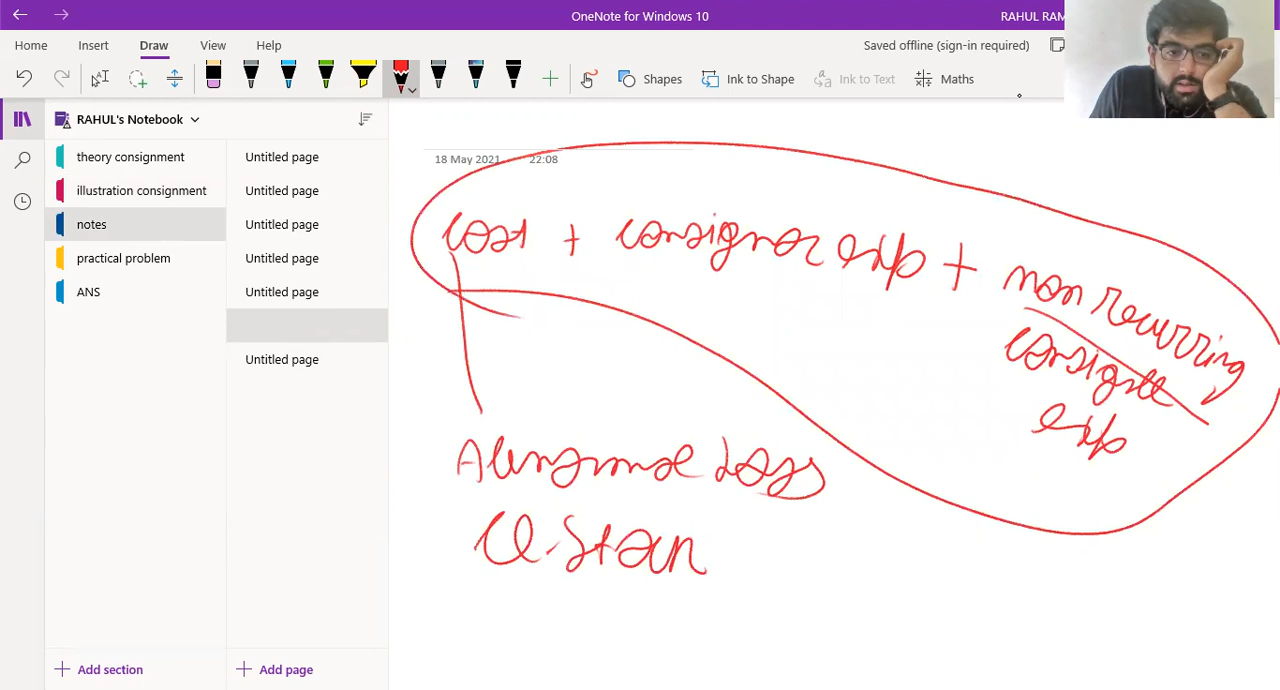 OneNote for Windows 10
RAHUL RAM
Home Insert Draw View Help
Saved offline (sign-in required)
Shapes Ink to Shape Ink to Text Maths
RAHUL's Notebook
theory consignment
illustration consignment
notes
practical problem
ANS
Untitled page
Untitled page
Untitled page
Untitled page
Untitled page
Untitled page
Add section
Add page
18 May 2021 22:08
cost + consignor exp + non recurring
consignee
exp
Abnormal Loss
Cl. Stock